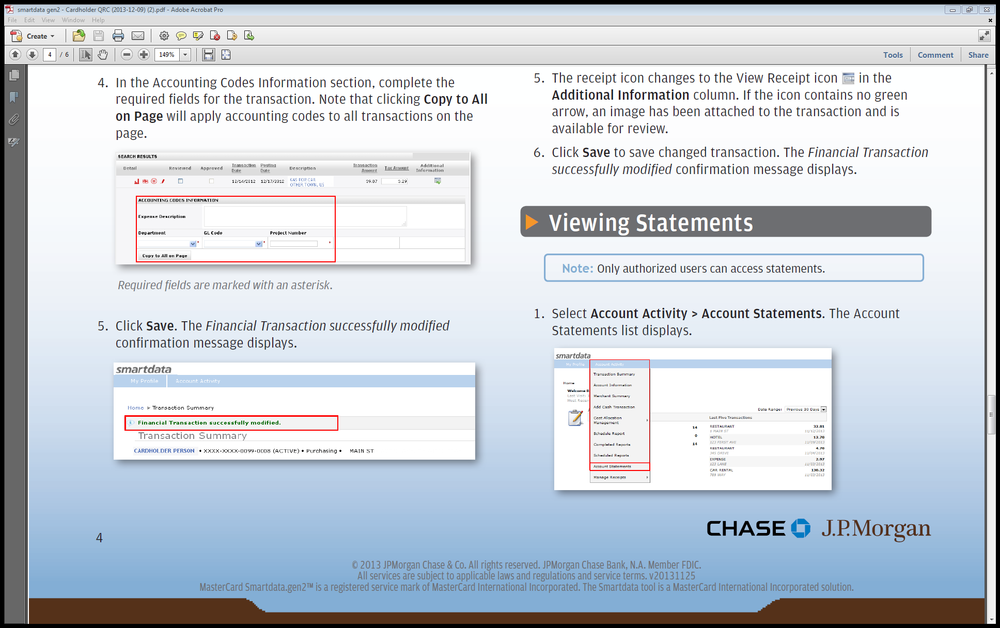 smartdata gen2 - Cardholder QRC (2013-12-09) (2).pdf - Adobe Acrobat Pro
File Edit View Window Help
Create
4 / 6 149% Tools Comment Share
4. In the Accounting Codes Information section, complete the
required fields for the transaction. Note that clicking Copy to All
on Page will apply accounting codes to all transactions on the
page.
SEARCH RESULTS
Detail Reviewed Approved Transaction Date Posting Date Description Transaction Amount Tax Amount Additional Information
12/14/2012 12/17/2012 GAS FOR CAR 39.87 3.29
OTHER TOWN, US
ACCOUNTING CODES INFORMATION
Expense Description
Department GL Code Project Number
* * *
Copy to All on Page
Required fields are marked with an asterisk.
5. Click Save. The Financial Transaction successfully modified
confirmation message displays.
smartdata
My Profile Account Activity
Home > Transaction Summary
Financial Transaction successfully modified.
Transaction Summary
CARDHOLDER PERSON • XXXX-XXXX-0099-0008 (ACTIVE) • Purchasing • MAIN ST
5. The receipt icon changes to the View Receipt icon in the
Additional Information column. If the icon contains no green
arrow, an image has been attached to the transaction and is
available for review.
6. Click Save to save changed transaction. The Financial Transaction
successfully modified confirmation message displays.
Viewing Statements
Note: Only authorized users can access statements.
1. Select Account Activity > Account Statements. The Account
Statements list displays.
smartdata
My Profile Account Activity
Home
Welcome B
Last Visit: 1
Most Recen
Transaction Summary
Account Information
Merchant Summary
Add Cash Transaction
Cost Allocation
Management
Schedule Report
Completed Reports
Scheduled Reports
Account Statements
Manage Receipts
14
0
14
Date Range: Previous 30 Days
Last Five Transactions
RESTAURANT 32.81
1 MAIN ST 11/12/2013
HOTEL 12.70
123 FIRST AVE 11/09/2013
RESTAURANT 4.70
345 DRIVE 11/04/2013
EXPENSE 2.97
123 LANE 11/03/2013
CAR RENTAL 130.32
789 WAY 11/03/2013
4
CHASE J.P.Morgan
© 2013 JPMorgan Chase & Co. All rights reserved. JPMorgan Chase Bank, N.A. Member FDIC.
All services are subject to applicable laws and regulations and service terms. v20131125
MasterCard Smartdata.gen2™ is a registered service mark of MasterCard International Incorporated. The Smartdata tool is a MasterCard International Incorporated solution.